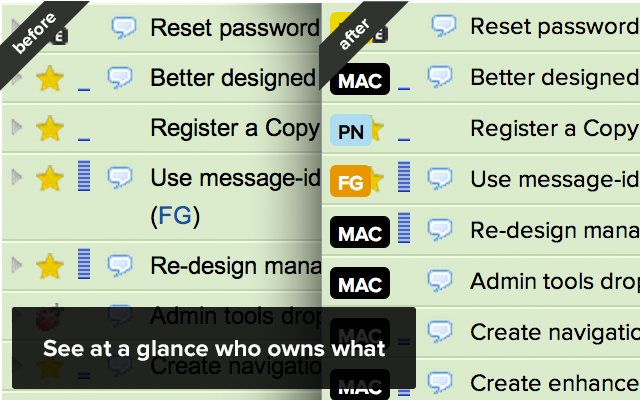 before
Reset password
Better designed
Register a Copy
Use message-id
(FG)
Re-design mana
Admin tools drop
Create navigation
See at a glance who owns what
after
Reset password
MAC Better designed
PN Register a Copy
FG Use message-id
MAC Re-design mana
MAC Admin tools drop
MAC Create navigatio
MAC Create enhance